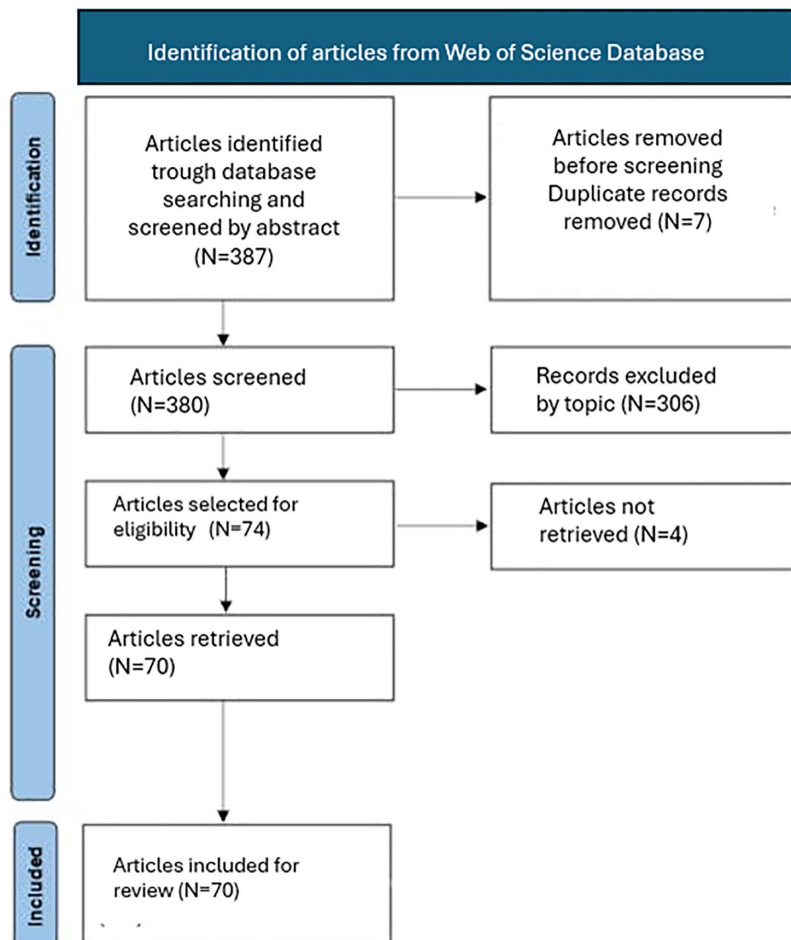 Identification of articles from Web of Science Database
Identification
Articles identified
trough database
searching and
screened by abstract
(N=387)
Articles removed
before screening
Duplicate records
removed (N=7)
Screening
Articles screened
(N=380)
Records excluded
by topic (N=306)
Articles selected for
eligibility (N=74)
Articles not
retrieved (N=4)
Articles retrieved
(N=70)
Included
Articles included for
review (N=70)